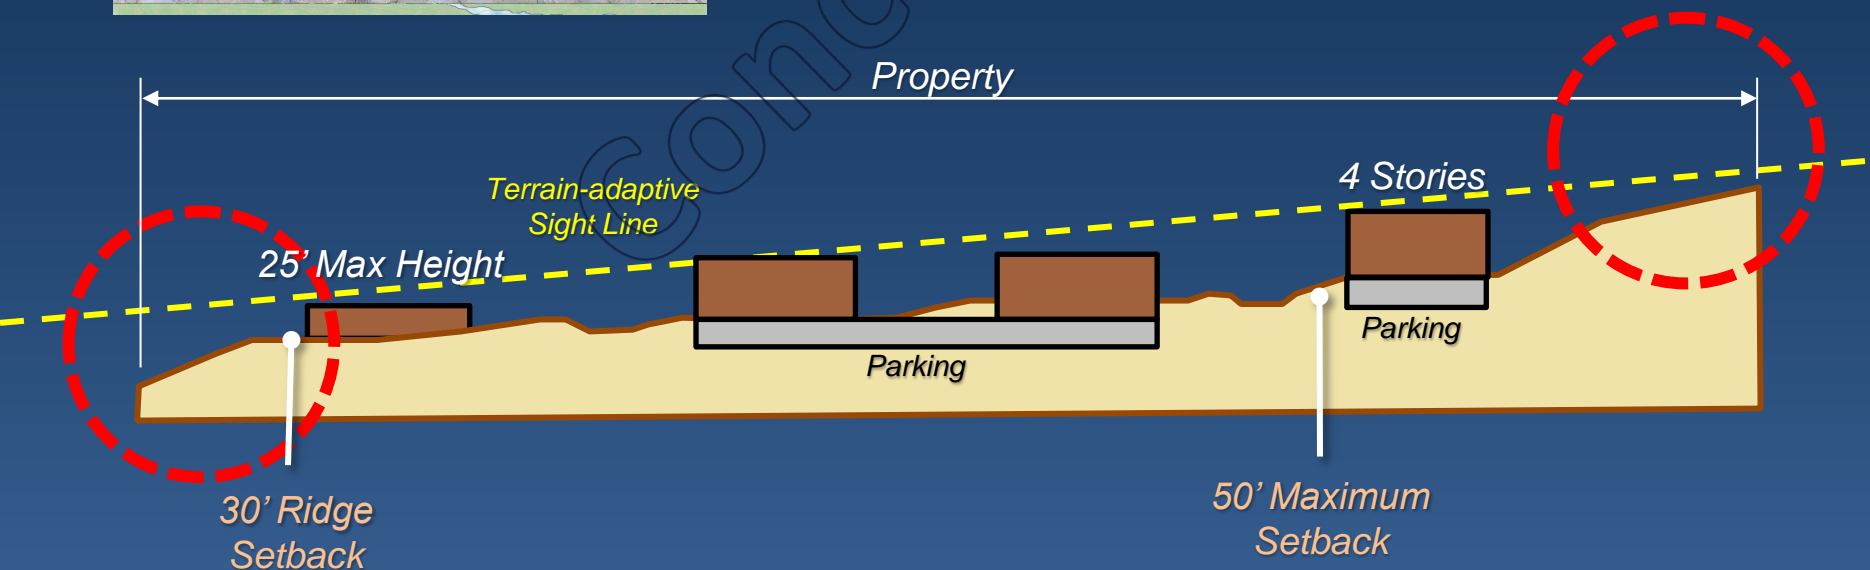 Property
4 Stories
Terrain-adaptive
Sight Line
25’ Max Height
Parking
Parking
30’ Ridge
Setback
50’ Maximum
Setback